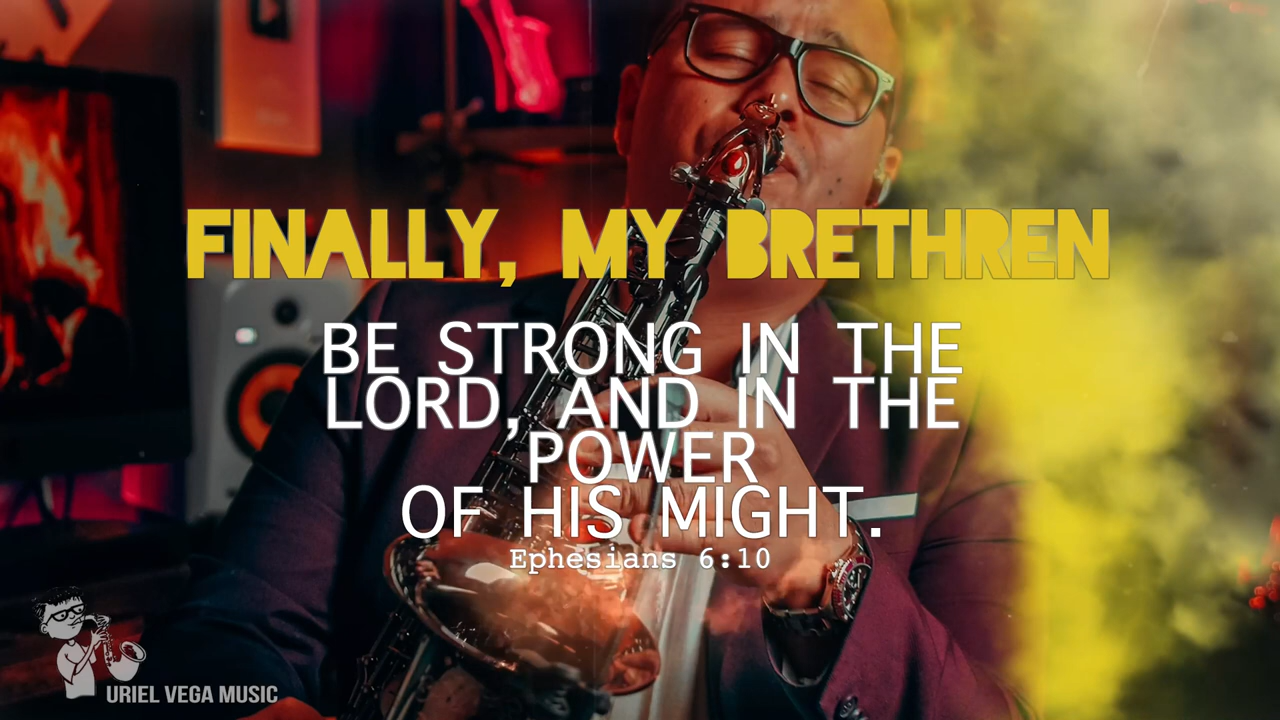 FINALLY, MY BRETHREN
BE STRONG IN THE
LORD, AND IN THE
POWER
OF HIS MIGHT.
Ephesians 6:10
URIEL VEGA MUSIC